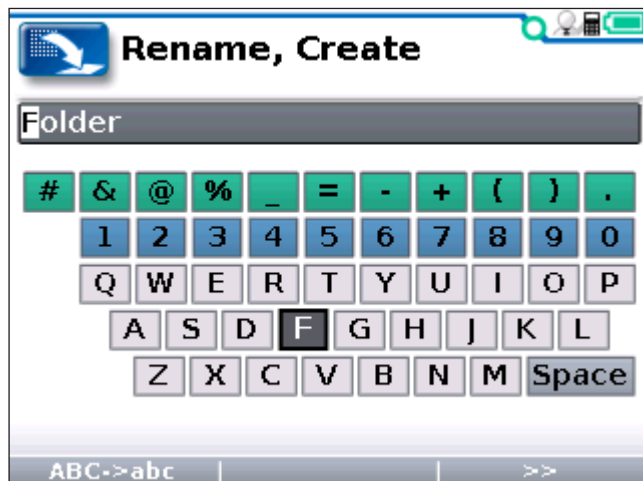 Rename, Create
Folder
# & @ % _ = - + ( ) .
1 2 3 4 5 6 7 8 9 0
Q W E R T Y U I O P
A S D F G H J K L
Z X C V B N M Space
ABC->abc | | >>